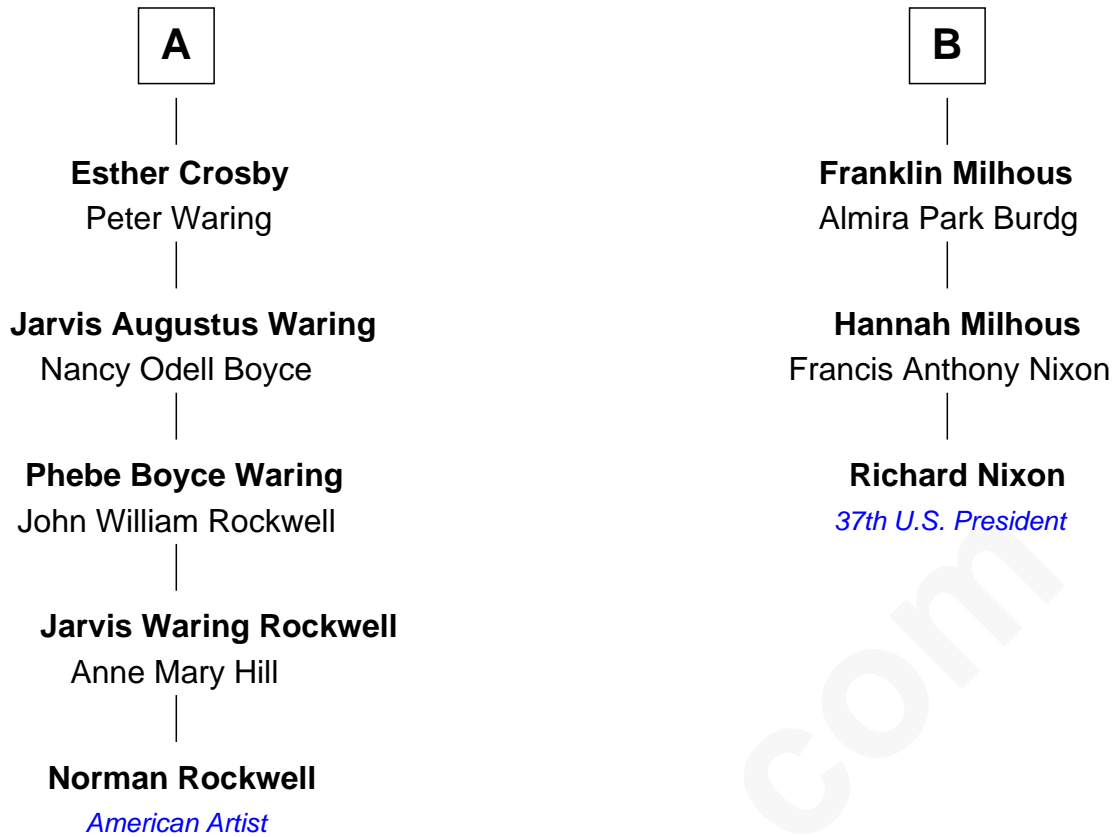 A
Esther Crosby
Peter Waring
Jarvis Augustus Waring
Nancy Odell Boyce
Phebe Boyce Waring
John William Rockwell
Jarvis Waring Rockwell
Anne Mary Hill
Norman Rockwell
American Artist
B
Franklin Milhous
Almira Park Burdg
Hannah Milhous
Francis Anthony Nixon
Richard Nixon
37th U.S. President
com